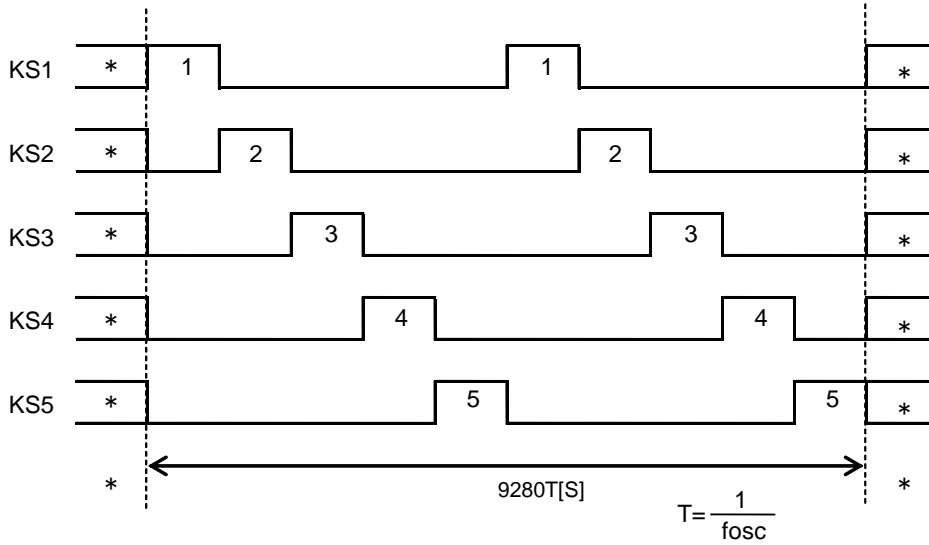 KS1 * 1 1 *
KS2 * 2 2 *
KS3 * 3 3 *
KS4 * 4 4 *
KS5 * 5 5 *
* 9280T[S] *
T= 1
fosc